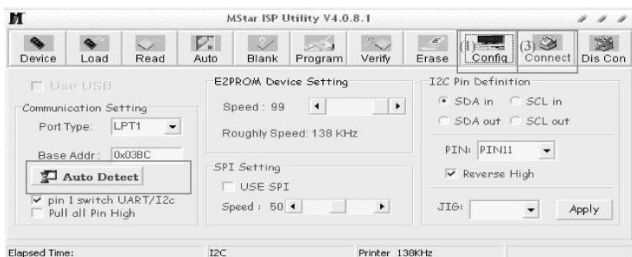 MStar ISP Utility V4.0.8.1
Device Load Read Auto Blank Program Verify Erase (1) Config (3) Connect Dis Con
Use USB
Communication Setting
Port Type: LPT1
Base Addr: 0x03BC
Auto Detect
pin 1 switch UART/I2c
Pull all Pin High
E2PROM Device Setting
Speed: 99
Roughly Speed: 138 KHz
SPI Setting
USE SPI
Speed: 50
I2C Pin Definition
SDA in SCL in
SDA out SCL out
PIN: PIN11
Reverse High
JIG: Apply
Elapsed Time: I2C Printer 138KHz